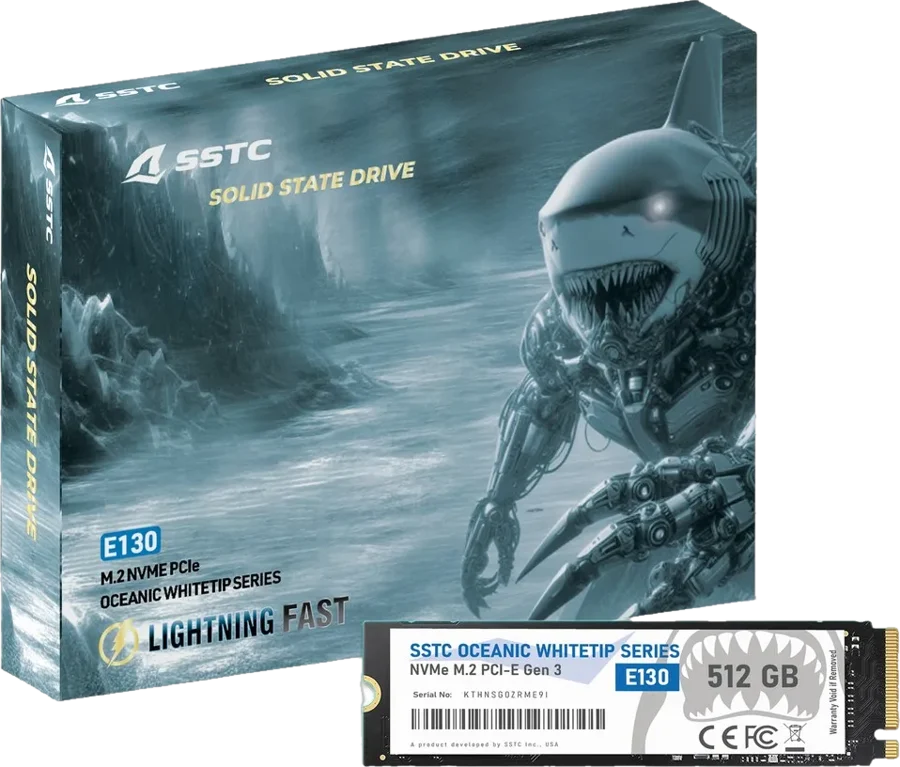 SSTC
SOLID STATE DRIVE
SSTC
SOLID STATE DRIVE
SSTC
SOLID STATE DRIVE
E130
M.2 NVME PCIe
OCEANIC WHITETIP SERIES
LIGHTNING FAST
SSTC OCEANIC WHITETIP SERIES
NVMe M.2 PCI-E Gen 3
E130
512 GB
Serial No: KTHNSG0ZRME9I
A product developed by SSTC Inc., USA
CE FC
Warranty Void if Removed